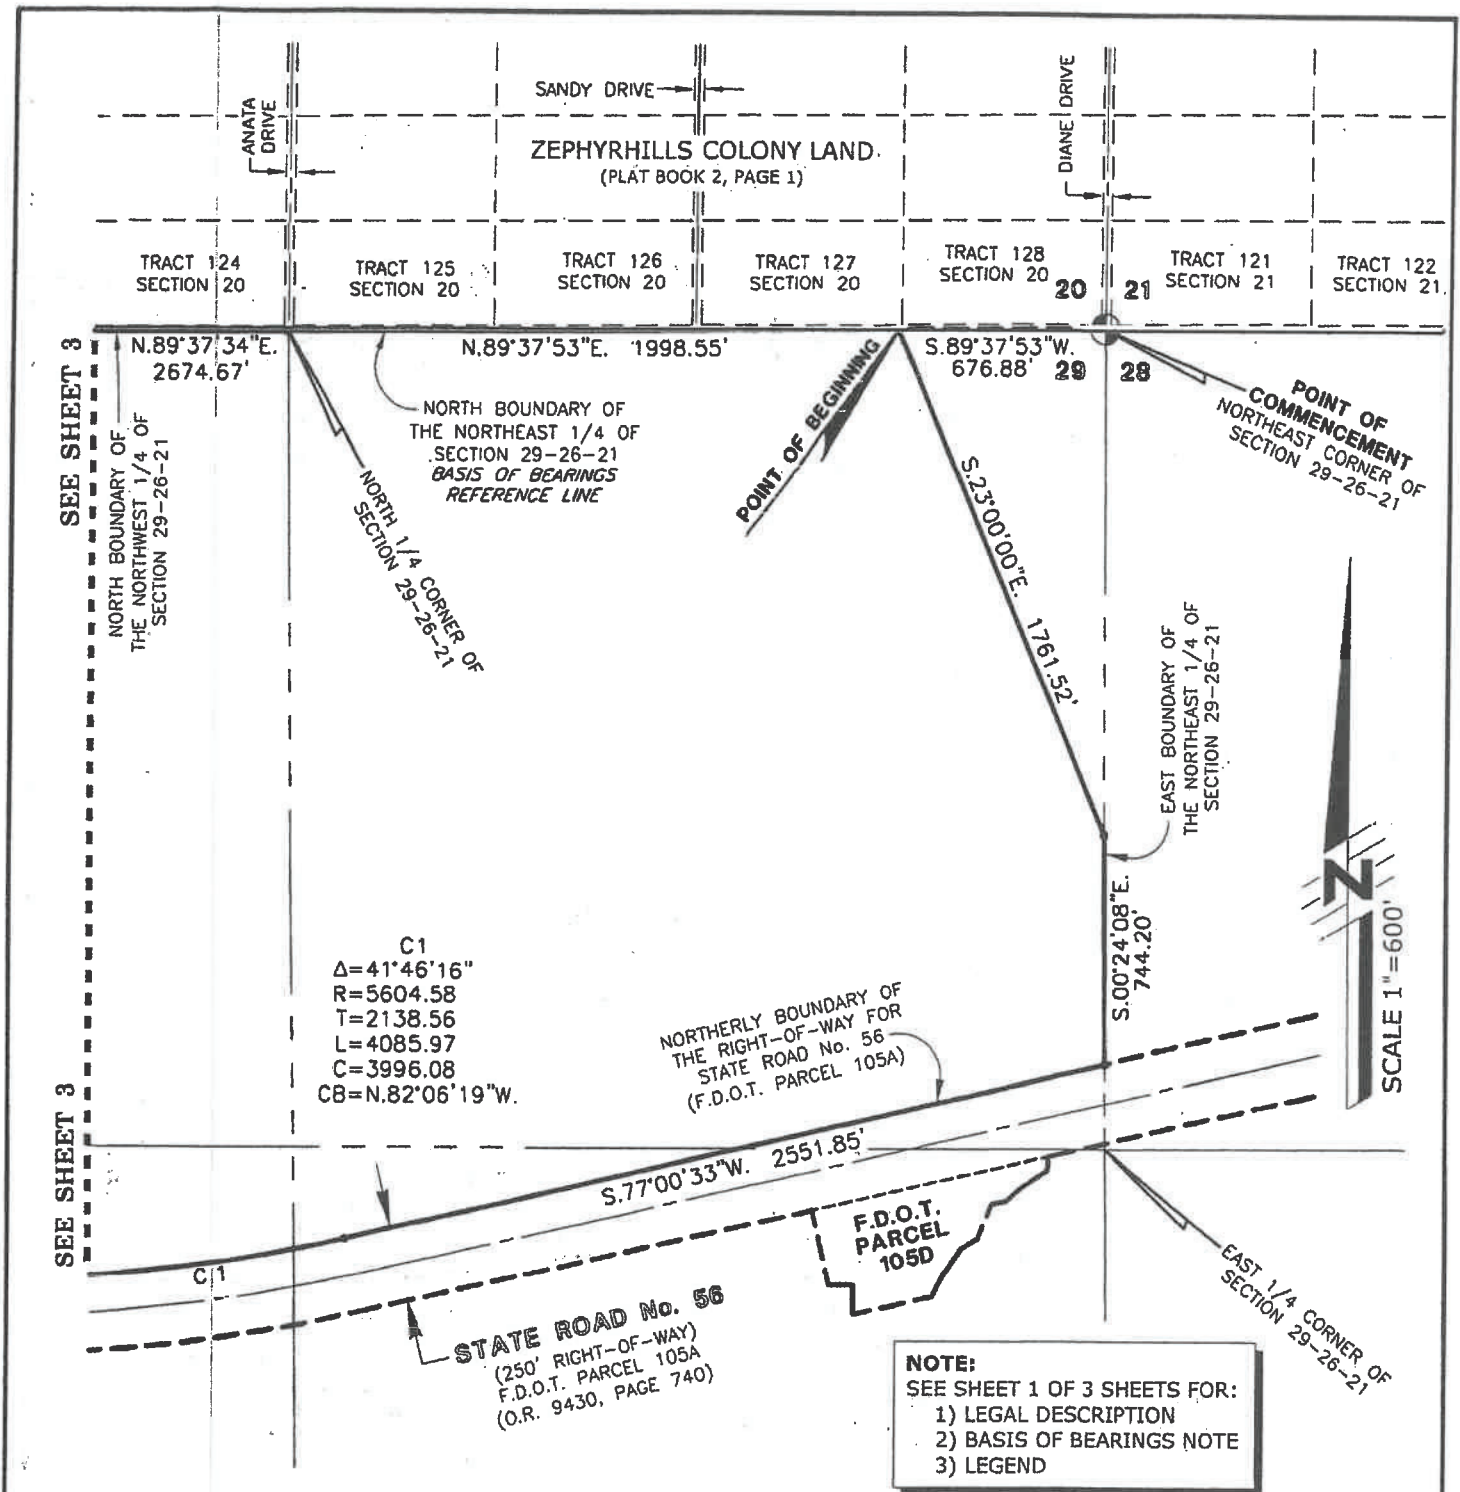 SANDY DRIVE
ANATA
DRIVE
DIANE DRIVE
ZEPHYRHILLS COLONY LAND
(PLAT BOOK 2, PAGE 1)
TRACT 124
SECTION 20
TRACT 125
SECTION 20
TRACT 126
SECTION 20
TRACT 127
SECTION 20
TRACT 128
SECTION 20
20
21
TRACT 121
SECTION 21
TRACT 122
SECTION 21
N.89°37'34"E.
2674.67'
N.89°37'53"E. 1998.55'
S.89°37'53"W.
676.88'
29
28
SEE SHEET 3
NORTH BOUNDARY OF
THE NORTHWEST 1/4 OF
SECTION 29-26-21
NORTH BOUNDARY OF
THE NORTHEAST 1/4 OF
SECTION 29-26-21
BASIS OF BEARINGS
REFERENCE LINE
NORTH 1/4 CORNER OF
SECTION 29-26-21
POINT OF BEGINNING
POINT OF
COMMENCEMENT
NORTHEAST CORNER OF
SECTION 29-26-21
S.23°00'00"E. 1761.52'
EAST BOUNDARY OF
THE NORTHEAST 1/4 OF
SECTION 29-26-21
S.00°24'08"E.
744.20'
N
SCALE 1"=600'
C1
Δ=41°46'16"
R=5604.58
T=2138.56
L=4085.97
C=3996.08
CB=N.82°06'19"W.
NORTHERLY BOUNDARY OF
THE RIGHT-OF-WAY FOR
STATE ROAD No. 56
(F.D.O.T. PARCEL 105A)
SEE SHEET 3
S.77°00'33"W. 2551.85'
C1
F.D.O.T.
PARCEL
105D
EAST 1/4 CORNER OF
SECTION 29-26-21
STATE ROAD No. 56
(250' RIGHT-OF-WAY)
F.D.O.T. PARCEL 105A
(O.R. 9430, PAGE 740)
NOTE:
SEE SHEET 1 OF 3 SHEETS FOR:
1) LEGAL DESCRIPTION
2) BASIS OF BEARINGS NOTE
3) LEGEND